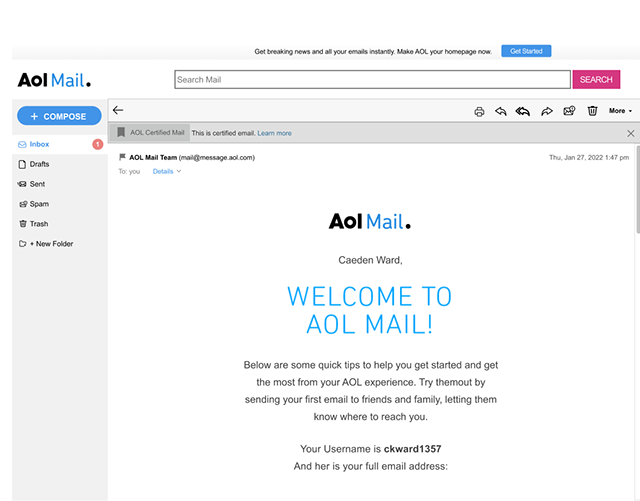 Get breaking news and all your emails instantly. Make AOL your homepage now. Get Started
Aol Mail. Search Mail SEARCH
+ COMPOSE
More
AOL Certified Mail This is certified email. Learn more
Inbox 1
Drafts
Sent
Spam
Trash
+ New Folder
AOL Mail Team (mail@message.aol.com) Thu, Jan 27, 2022 1:47 pm
To: you Details
Aol Mail.
Caeden Ward,
WELCOME TO
AOL MAIL!
Below are some quick tips to help you get started and get
the most from your AOL experience. Try themout by
sending your first email to friends and family, letting them
know where to reach you.
Your Username is ckward1357
And her is your full email address: